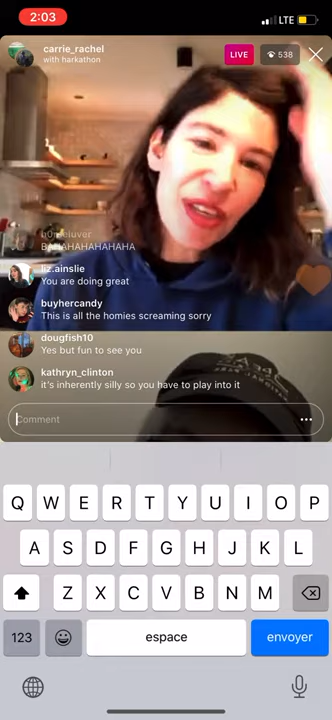 2:03
LTE
carrie_rachel
with harkathon
LIVE
538
BAHAHAHAHAHA
liz.ainslie
You are doing great
buyhercandy
This is all the homies screaming sorry
dougfish10
Yes but fun to see you
kathryn_clinton
it's inherently silly so you have to play into it
Comment
Q W E R T Y U I O P
A S D F G H J K L
Z X C V B N M
123
espace
envoyer